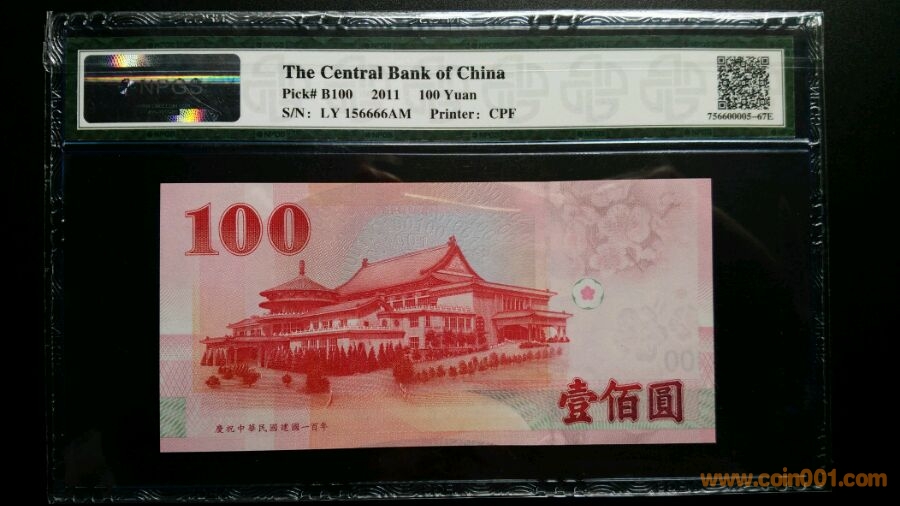 NPGS
The Central Bank of China
Pick# B100 2011 100 Yuan
S/N: LY 156666AM Printer: CPF
756600005-67E
100
壹佰圓
慶祝中華民國建國一百年
www.coin001.com